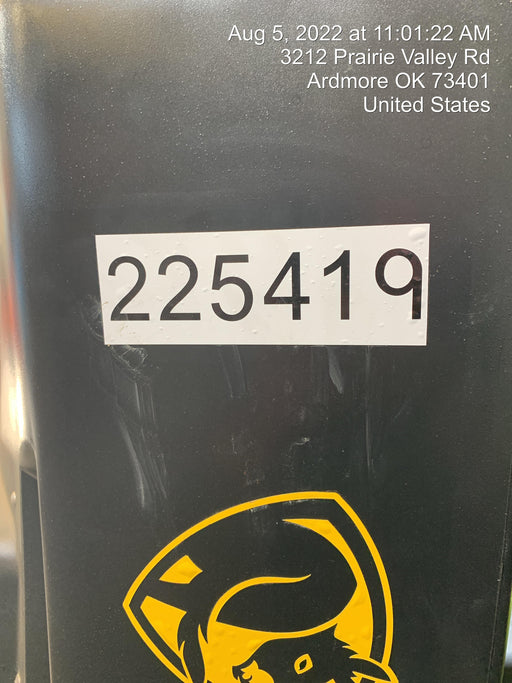 Aug 5, 2022 at 11:01:22 AM
3212 Prairie Valley Rd
Ardmore OK 73401
United States
225419